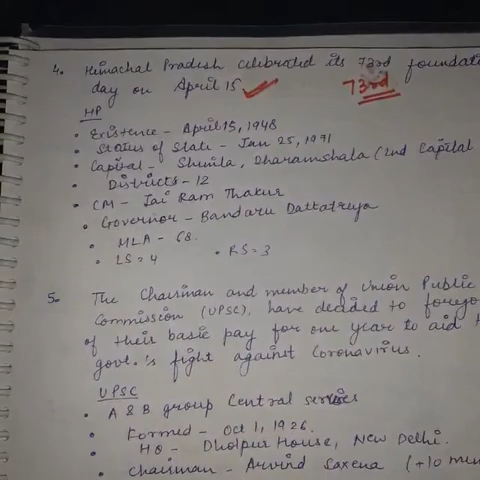 4. Himachal Pradesh celebrated its 73rd foundati
day on April 15
73rd
HP
• Existence - April 15, 1948
• Status of State - Jan 25, 1971
• Capital - Shimla, Dharamshala (2nd Capital
• Districts - 12
• CM - Jai Ram Thakur
• Governor - Bandaru Dattatreya
• MLA - 68.
• LS = 4 • RS = 3
5. The Chairman and member of Union Public
Commission (UPSC), have decided to forego
of their basic pay for one year to aid t
govt.'s fight against Coronavirus.
UPSC
• A & B group Central services
• Formed - Oct 1, 1926.
• HQ - Dholpur House, New Delhi.
• Chairman - Arvind Saxena (+10 mem